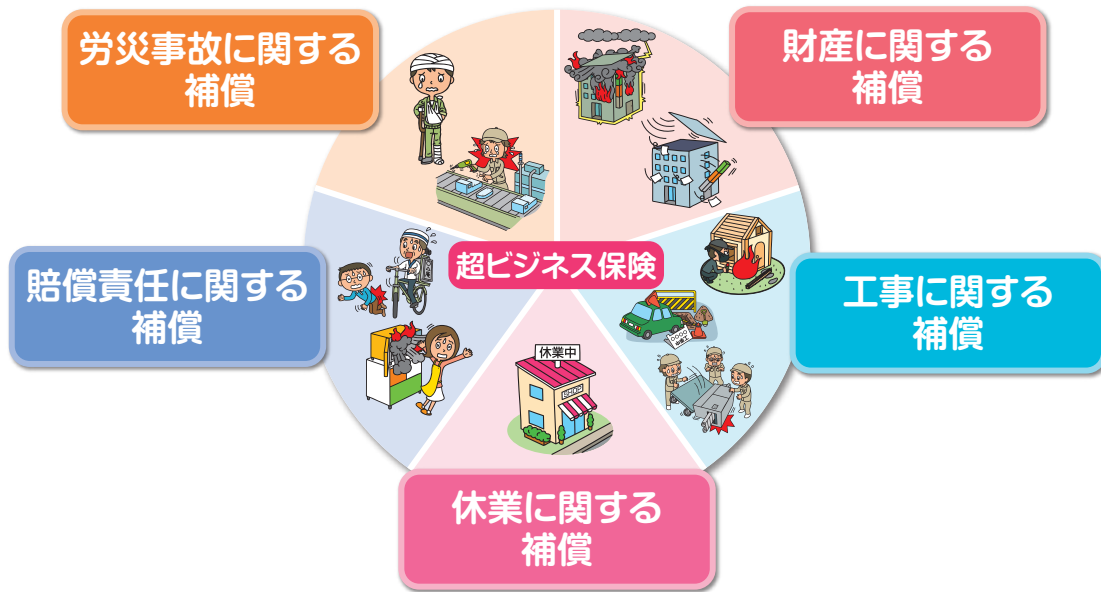 労災事故に関する
補償
財産に関する
補償
超ビジネス保険
賠償責任に関する
補償
工事に関する
補償
休業中
SHOP
休業に関する
補償